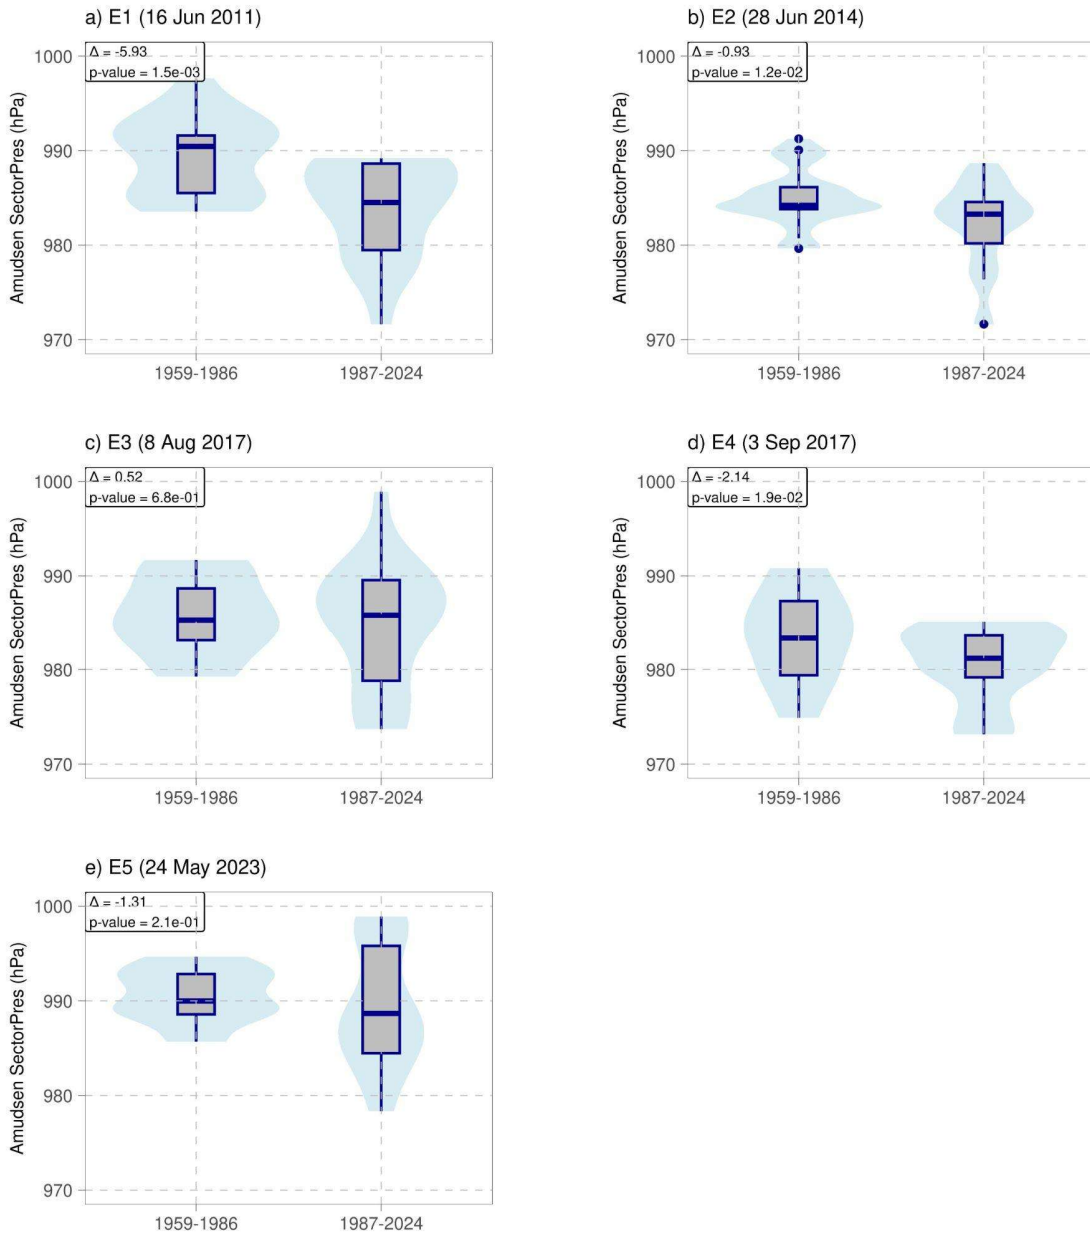 a) E1 (16 Jun 2011)
Δ = -5.93
p-value = 1.5e-03
Amudsen SectorPres (hPa)
1000
990
980
970
1959-1986
1987-2024
b) E2 (28 Jun 2014)
Δ = -0.93
p-value = 1.2e-02
Amudsen SectorPres (hPa)
1000
990
980
970
1959-1986
1987-2024
c) E3 (8 Aug 2017)
Δ = 0.52
p-value = 6.8e-01
Amudsen SectorPres (hPa)
1000
990
980
970
1959-1986
1987-2024
d) E4 (3 Sep 2017)
Δ = -2.14
p-value = 1.9e-02
Amudsen SectorPres (hPa)
1000
990
980
970
1959-1986
1987-2024
e) E5 (24 May 2023)
Δ = -1.31
p-value = 2.1e-01
Amudsen SectorPres (hPa)
1000
990
980
970
1959-1986
1987-2024